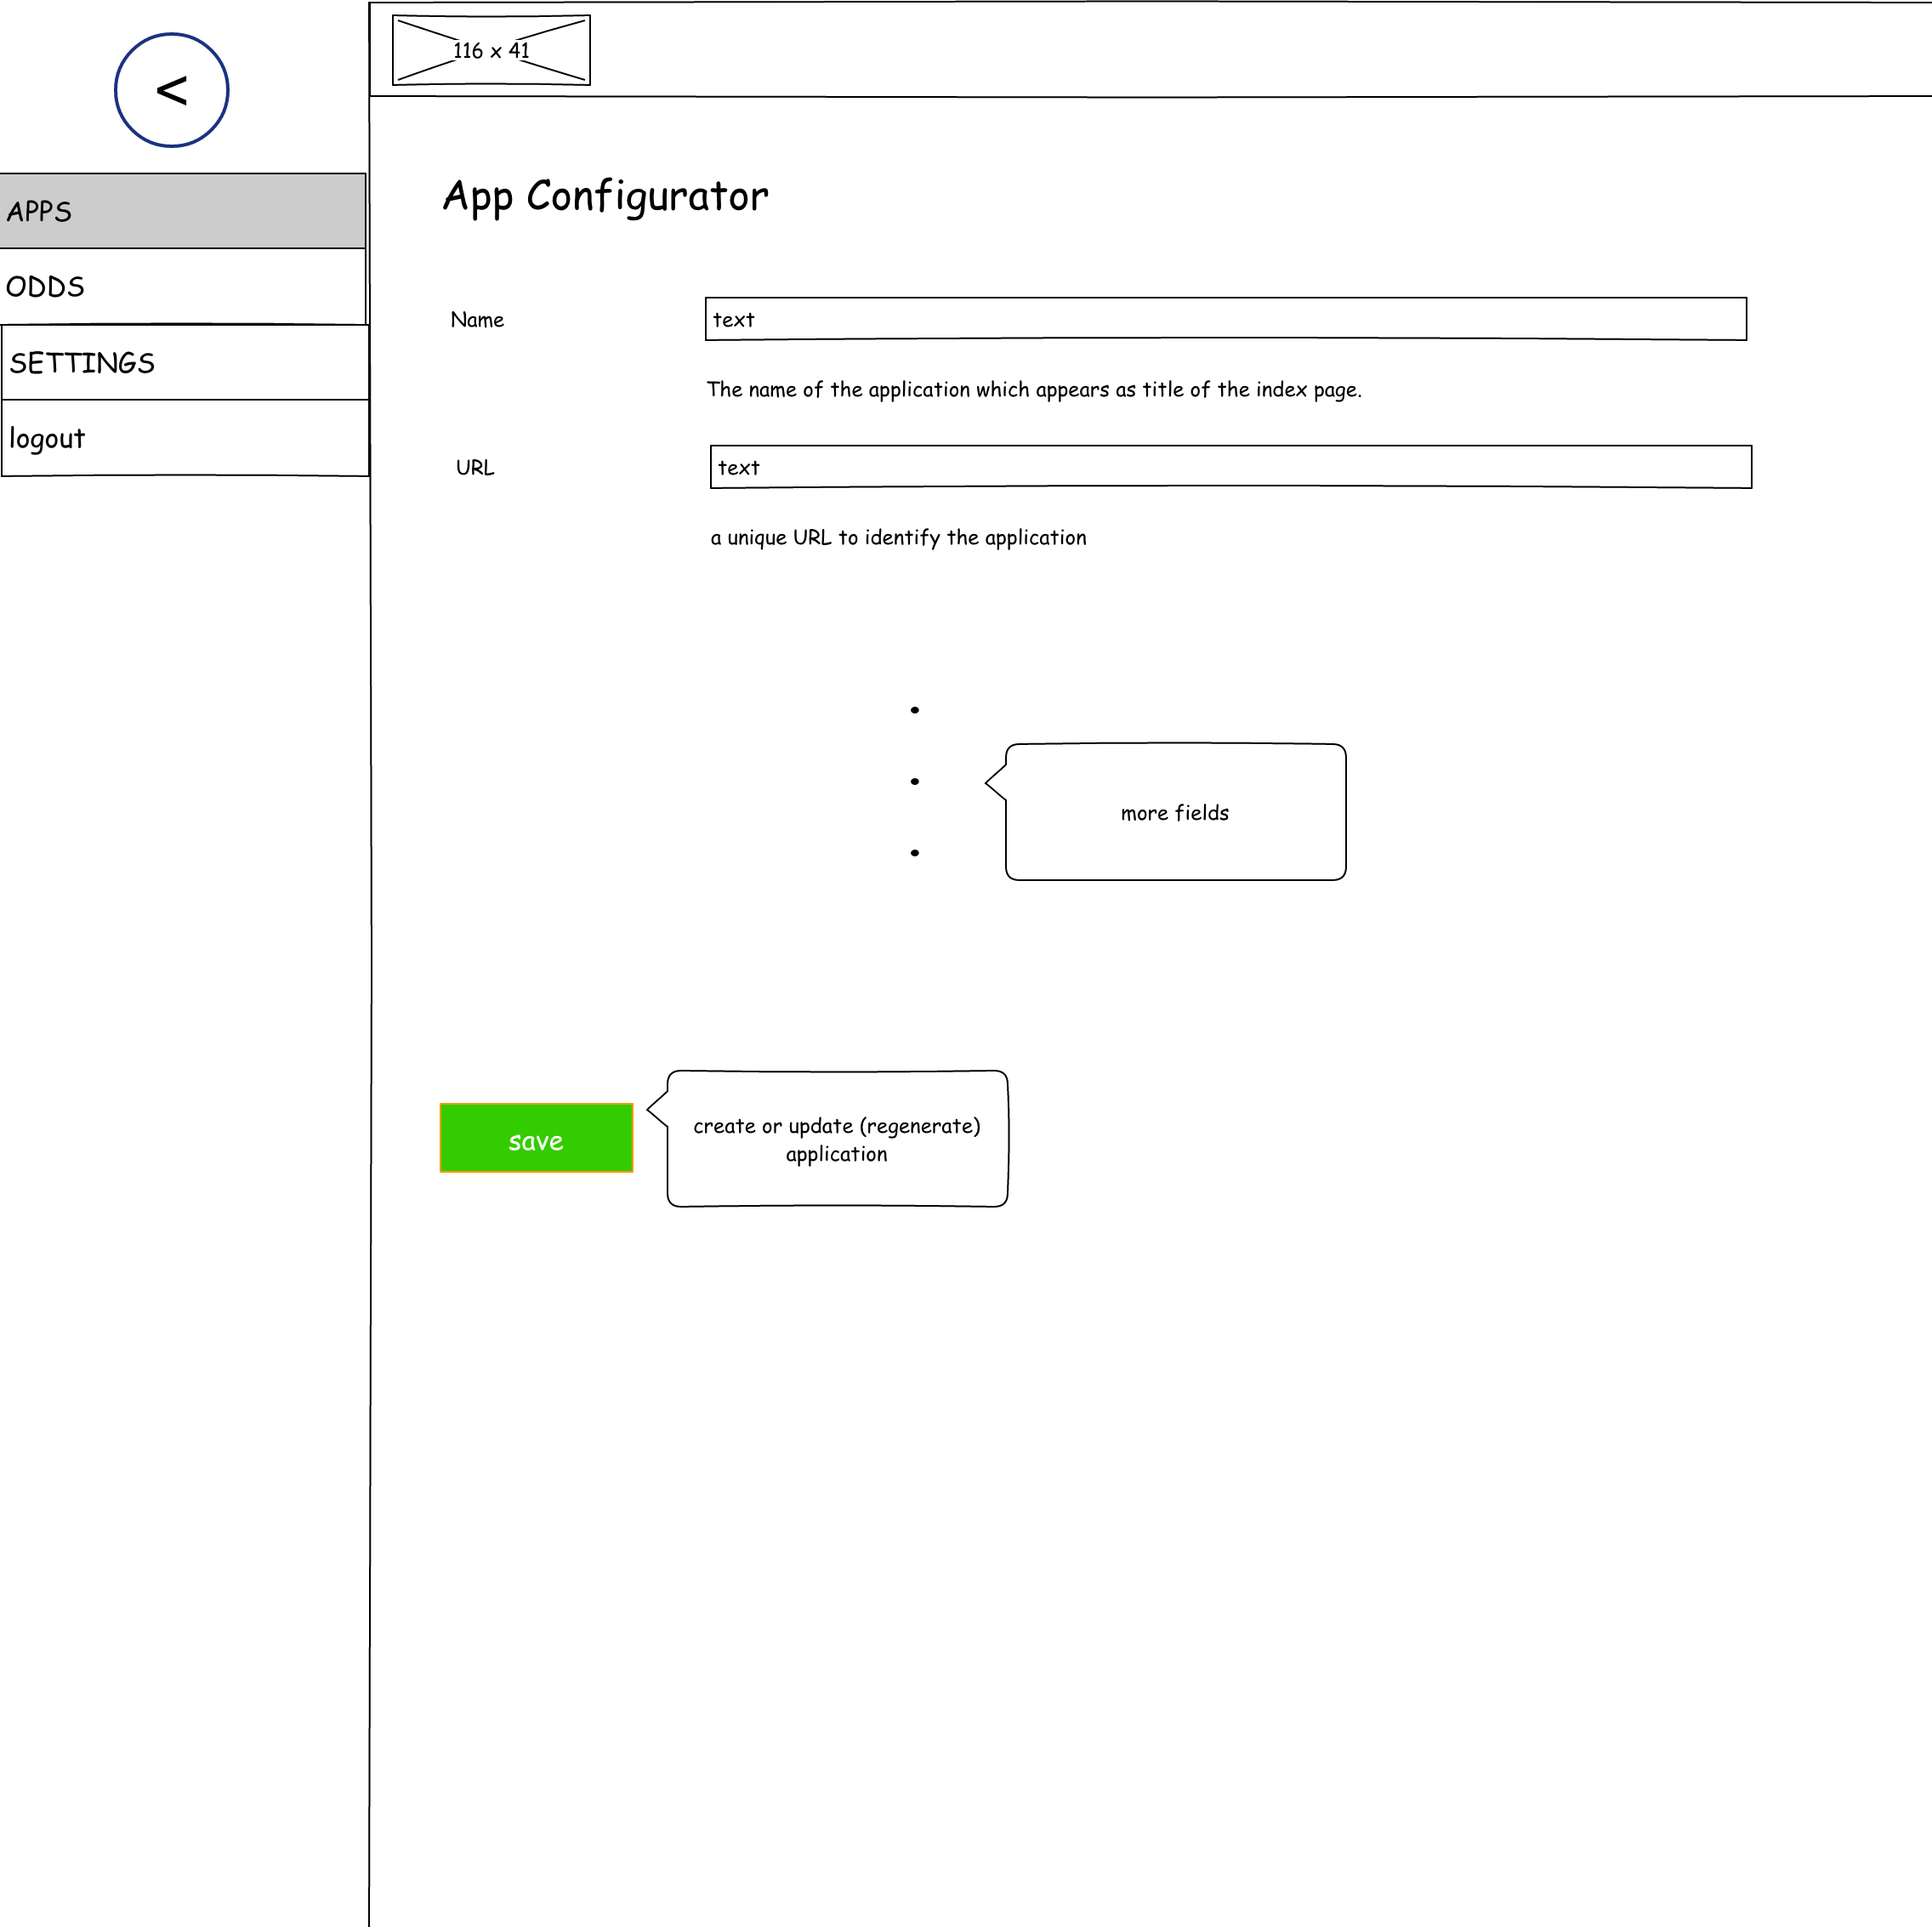 <
116 x 41
APPS
ODDS
SETTINGS
logout
App Configurator
Name
text
The name of the application which appears as title of the index page.
URL
text
a unique URL to identify the application
more fields
save
create or update (regenerate)
application